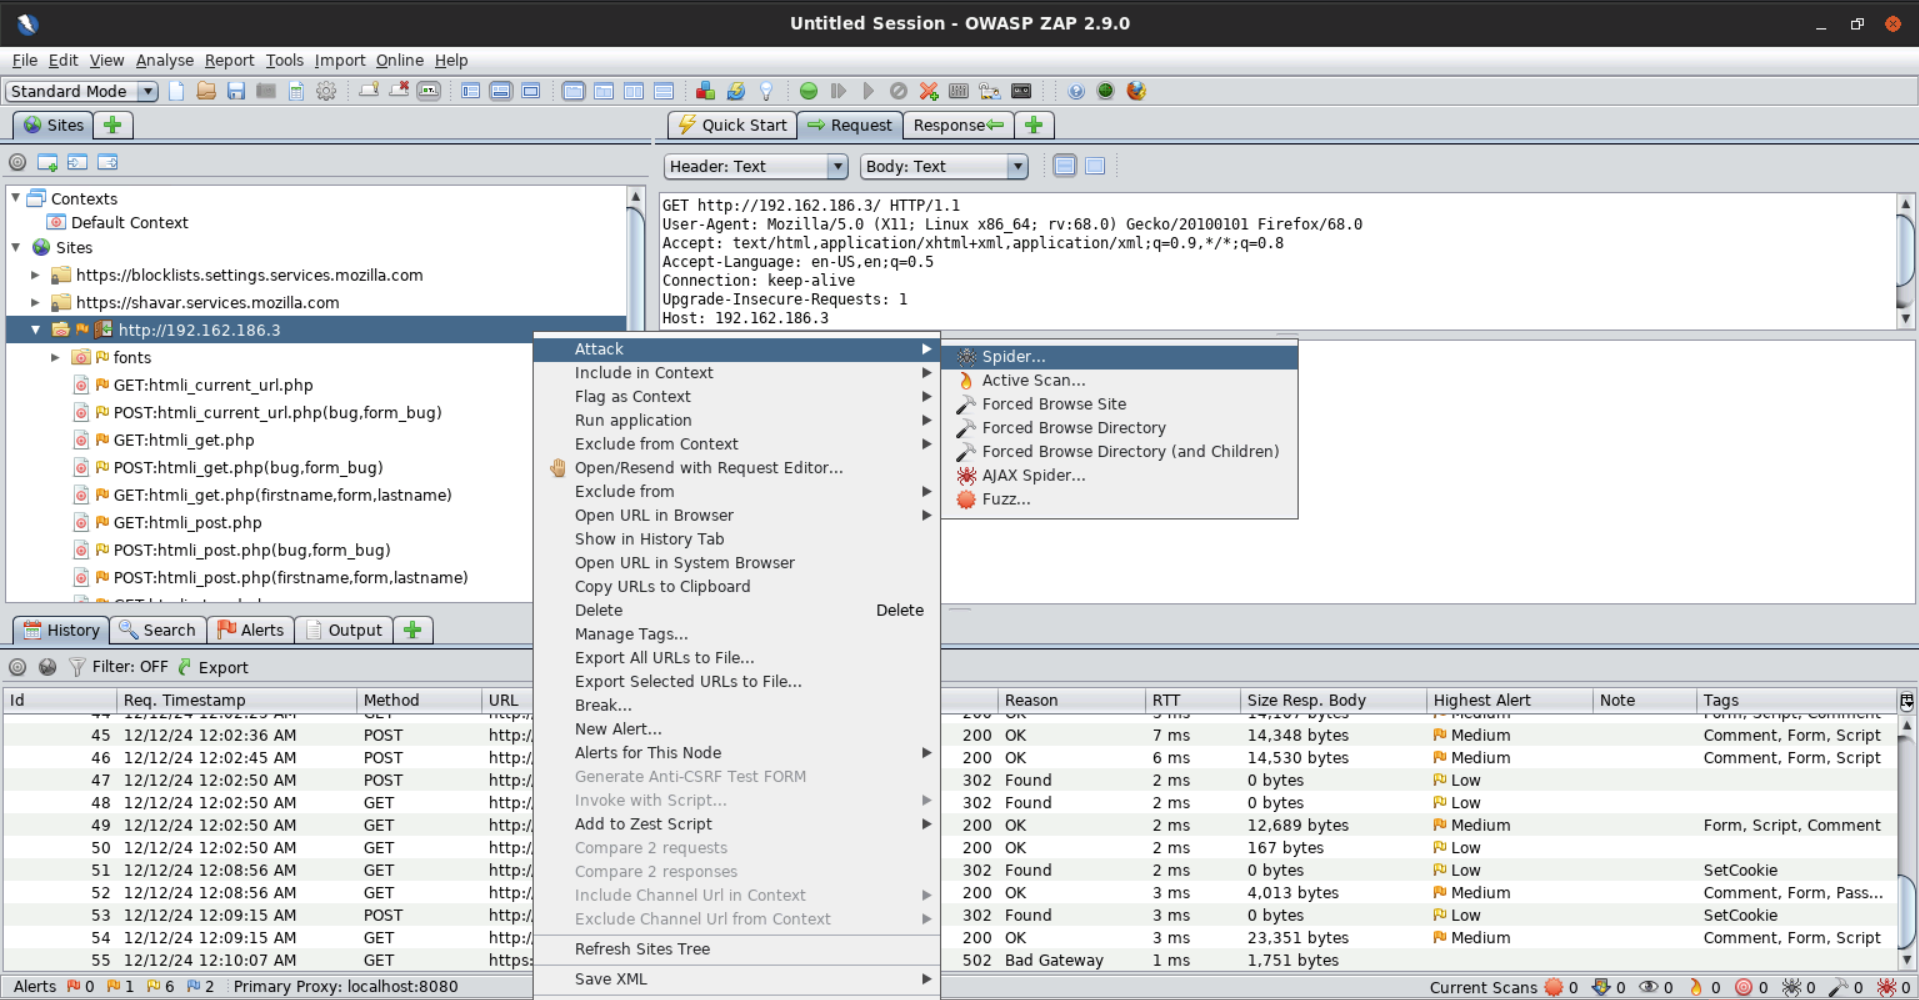 Untitled Session - OWASP ZAP 2.9.0
File Edit View Analyse Report Tools Import Online Help
Standard Mode
Sites
Quick Start
Request
Response
Header: Text
Body: Text
Contexts
Default Context
Sites
https://blocklists.settings.services.mozilla.com
https://shavar.services.mozilla.com
http://192.162.186.3
fonts
GET:htmli_current_url.php
POST:htmli_current_url.php(bug,form_bug)
GET:htmli_get.php
POST:htmli_get.php(bug,form_bug)
GET:htmli_get.php(firstname,form,lastname)
GET:htmli_post.php
POST:htmli_post.php(bug,form_bug)
POST:htmli_post.php(firstname,form,lastname)
GET http://192.162.186.3/ HTTP/1.1
User-Agent: Mozilla/5.0 (X11; Linux x86_64; rv:68.0) Gecko/20100101 Firefox/68.0
Accept: text/html,application/xhtml+xml,application/xml;q=0.9,*/*;q=0.8
Accept-Language: en-US,en;q=0.5
Connection: keep-alive
Upgrade-Insecure-Requests: 1
Host: 192.162.186.3
Attack
Include in Context
Flag as Context
Run application
Exclude from Context
Open/Resend with Request Editor...
Exclude from
Open URL in Browser
Show in History Tab
Open URL in System Browser
Copy URLs to Clipboard
Delete Delete
Manage Tags...
Export All URLs to File...
Export Selected URLs to File...
Break...
New Alert...
Alerts for This Node
Generate Anti-CSRF Test FORM
Invoke with Script...
Add to Zest Script
Compare 2 requests
Compare 2 responses
Include Channel Url in Context
Exclude Channel Url from Context
Refresh Sites Tree
Save XML
Spider...
Active Scan...
Forced Browse Site
Forced Browse Directory
Forced Browse Directory (and Children)
AJAX Spider...
Fuzz...
History
Search
Alerts
Output
Filter: OFF
Export
Id Req. Timestamp Method URL Reason RTT Size Resp. Body Highest Alert Note Tags
44 12/12/24 12:02:25 AM GET http:/ 200 OK 5 ms 14,167 bytes Medium Form, Script, Comment
45 12/12/24 12:02:36 AM POST http:/ 200 OK 7 ms 14,348 bytes Medium Comment, Form, Script
46 12/12/24 12:02:45 AM POST http:/ 200 OK 6 ms 14,530 bytes Medium Comment, Form, Script
47 12/12/24 12:02:50 AM POST http:/ 302 Found 2 ms 0 bytes Low
48 12/12/24 12:02:50 AM GET http:/ 302 Found 2 ms 0 bytes Low
49 12/12/24 12:02:50 AM GET http:/ 200 OK 2 ms 12,689 bytes Medium Form, Script, Comment
50 12/12/24 12:02:50 AM GET http:/ 200 OK 2 ms 167 bytes Low
51 12/12/24 12:08:56 AM GET http:/ 302 Found 2 ms 0 bytes Low SetCookie
52 12/12/24 12:08:56 AM GET http:/ 200 OK 3 ms 4,013 bytes Medium Comment, Form, Pass...
53 12/12/24 12:09:15 AM POST http:/ 302 Found 3 ms 0 bytes Low SetCookie
54 12/12/24 12:09:15 AM GET http:/ 200 OK 3 ms 23,351 bytes Medium Comment, Form, Script
55 12/12/24 12:10:07 AM GET https: 502 Bad Gateway 1 ms 1,751 bytes
Alerts 0 1 6 2 Primary Proxy: localhost:8080
Current Scans 0 0 0 0 0 0 0 0